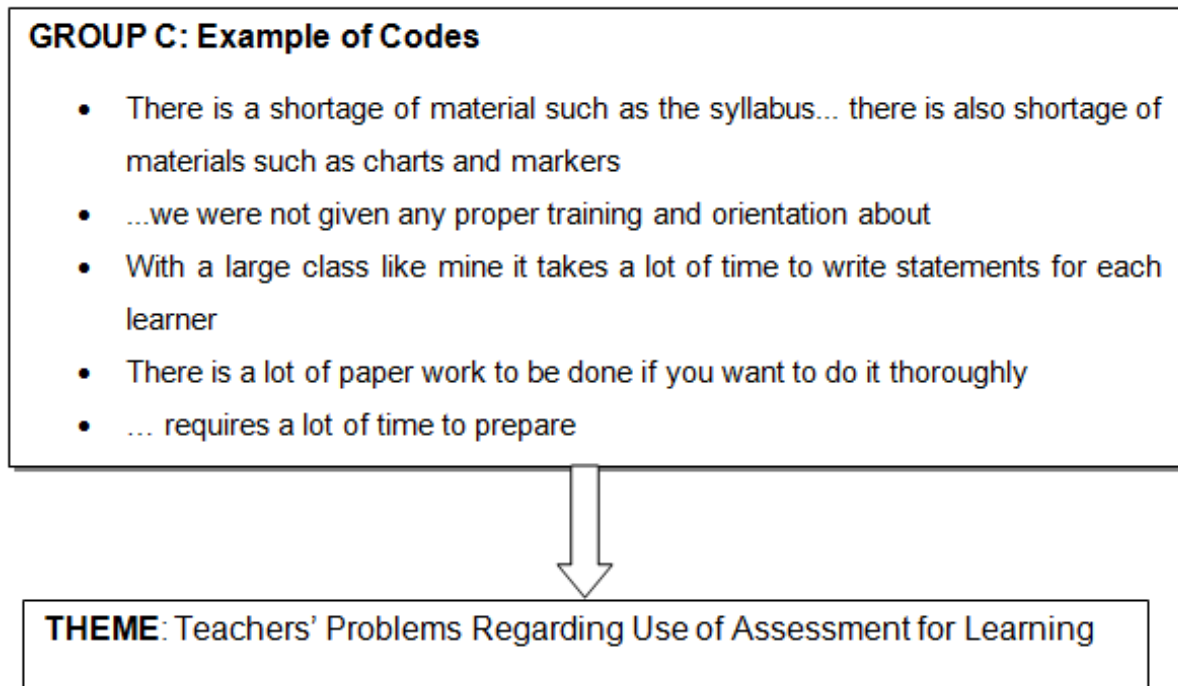 GROUP C: Example of Codes
• There is a shortage of material such as the syllabus... there is also shortage of
materials such as charts and markers
• ...we were not given any proper training and orientation about
• With a large class like mine it takes a lot of time to write statements for each
learner
• There is a lot of paper work to be done if you want to do it thoroughly
• ... requires a lot of time to prepare
THEME: Teachers’ Problems Regarding Use of Assessment for Learning